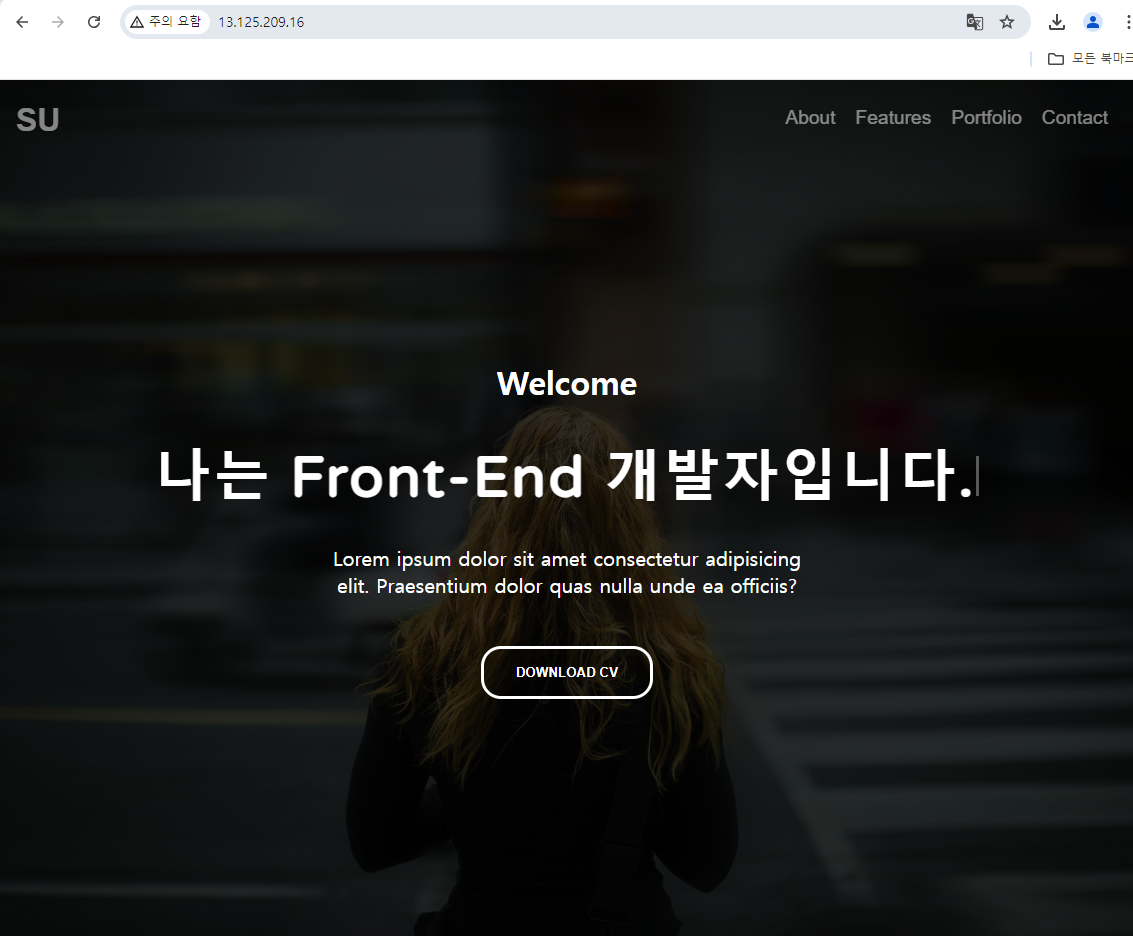 주의 요함 13.125.209.16
모든 북마크
SU About Features Portfolio Contact
Welcome
나는 Front-End 개발자입니다.
Lorem ipsum dolor sit amet consectetur adipisicing
elit. Praesentium dolor quas nulla unde ea officiis?
DOWNLOAD CV